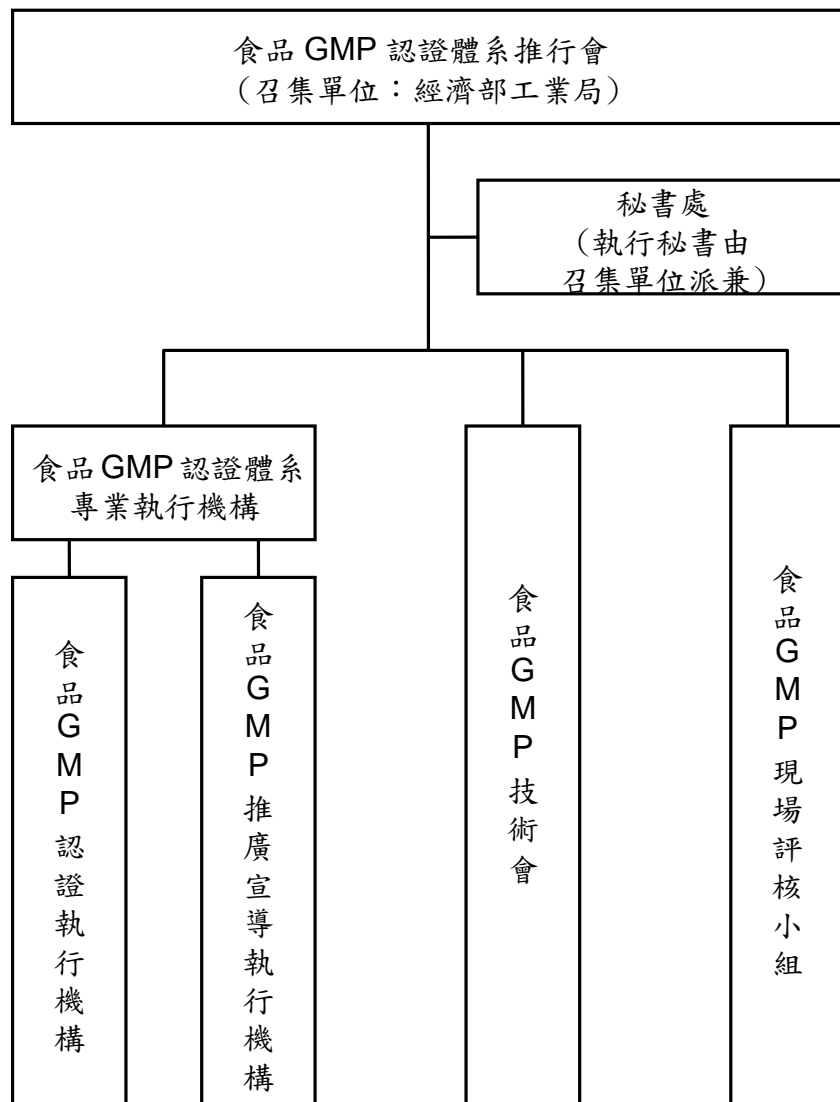 食品 GMP 認證體系推行會
（召集單位：經濟部工業局）
秘書處
（執行秘書由
召集單位派兼）
食品 GMP 認證體系
專業執行機構
食品GMP認證執行機構
食品GMP推廣宣導執行機構
食品GMP技術會
食品GMP現場評核小組